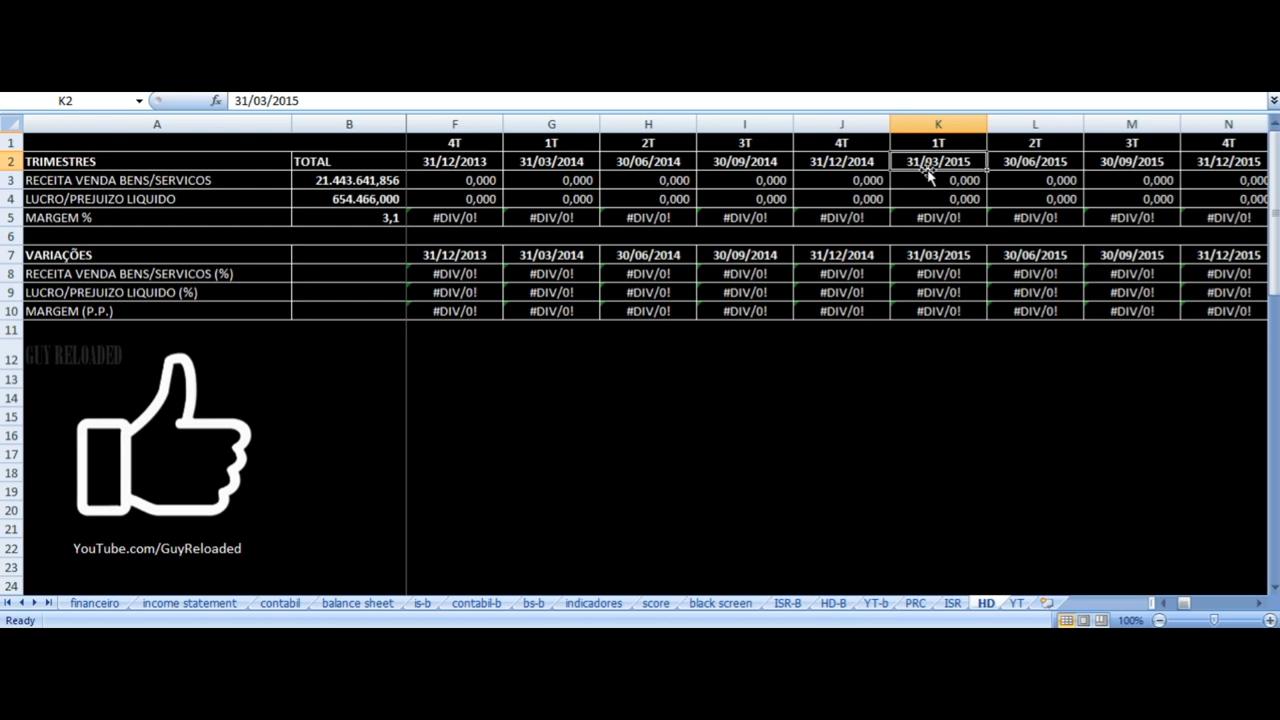 K2 fx 31/03/2015
A B F G H I J K L M N
1 4T 1T 2T 3T 4T 1T 2T 3T 4T
2 TRIMESTRES TOTAL 31/12/2013 31/03/2014 30/06/2014 30/09/2014 31/12/2014 31/03/2015 30/06/2015 30/09/2015 31/12/2015
3 RECEITA VENDA BENS/SERVICOS 21.443.641,856 0,000 0,000 0,000 0,000 0,000 0,000 0,000 0,000 0,000
4 LUCRO/PREJUIZO LIQUIDO 654.466,000 0,000 0,000 0,000 0,000 0,000 0,000 0,000 0,000 0,000
5 MARGEM % 3,1 #DIV/0! #DIV/0! #DIV/0! #DIV/0! #DIV/0! #DIV/0! #DIV/0! #DIV/0! #DIV/0!
6
7 VARIAÇÕES 31/12/2013 31/03/2014 30/06/2014 30/09/2014 31/12/2014 31/03/2015 30/06/2015 30/09/2015 31/12/2015
8 RECEITA VENDA BENS/SERVICOS (%) #DIV/0! #DIV/0! #DIV/0! #DIV/0! #DIV/0! #DIV/0! #DIV/0! #DIV/0! #DIV/0!
9 LUCRO/PREJUIZO LIQUIDO (%) #DIV/0! #DIV/0! #DIV/0! #DIV/0! #DIV/0! #DIV/0! #DIV/0! #DIV/0! #DIV/0!
10 MARGEM (P.P.) #DIV/0! #DIV/0! #DIV/0! #DIV/0! #DIV/0! #DIV/0! #DIV/0! #DIV/0! #DIV/0!
11
12 GUY RELOADED
13
14
15
16
17
18
19
20
21
22 YouTube.com/GuyReloaded
23
24
financeiro income statement contabil balance sheet is-b contabil-b bs-b indicadores score black screen ISR-B HD-B YT-b PRC ISR HD YT
Ready 100%